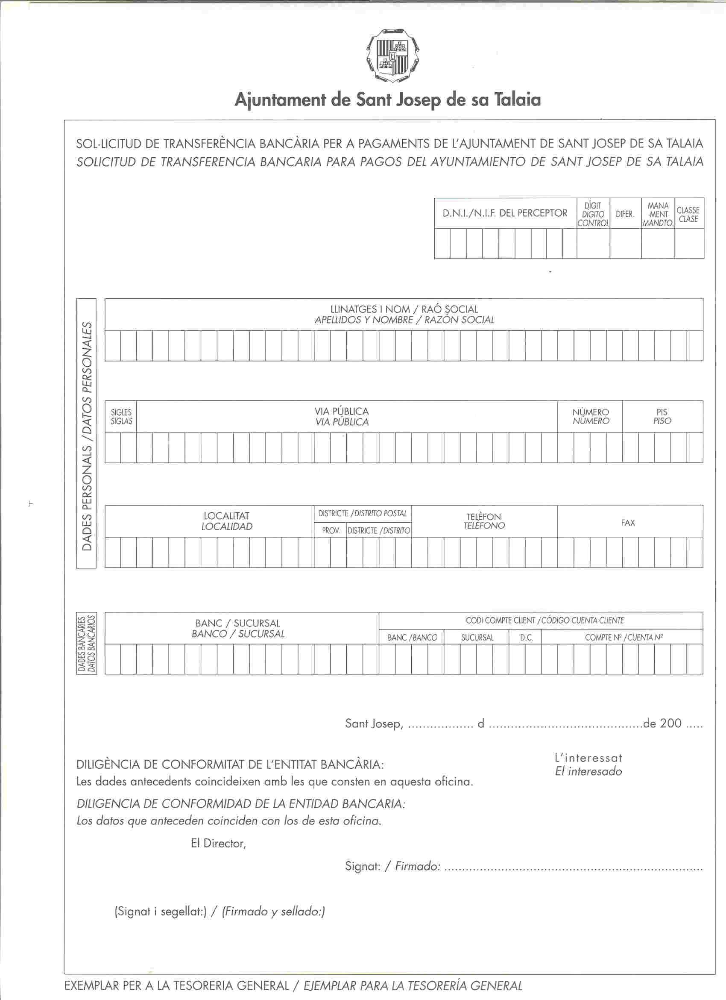 Ajuntament de Sant Josep de sa Talaia
SOL·LICITUD DE TRANSFERÈNCIA BANCÀRIA PER A PAGAMENTS DE L'AJUNTAMENT DE SANT JOSEP DE SA TALAIA
SOLICITUD DE TRANSFERENCIA BANCARIA PARA PAGOS DEL AYUNTAMIENTO DE SANT JOSEP DE SA TALAIA
D.N.I./N.I.F. DEL PERCEPTOR
DÍGIT
DÍGITO
CONTROL
DIFER.
MANA
-MENT
MANDTO.
CLASSE
CLASE
DADES PERSONALS /DATOS PERSONALES
LLINATGES I NOM / RAÓ SOCIAL
APELLIDOS Y NOMBRE / RAZÓN SOCIAL
SIGLES
SIGLAS
VIA PÚBLICA
VIA PÚBLICA
NÚMERO
NÚMERO
PIS
PISO
LOCALITAT
LOCALIDAD
DISTRICTE /DISTRITO POSTAL
PROV.
DISTRICTE /DISTRITO
TELÈFON
TELÉFONO
FAX
DADES BANCARIES
DATOS BANCARIOS
BANC / SUCURSAL
BANCO / SUCURSAL
CODI COMPTE CLIENT /CÓDIGO CUENTA CLIENTE
BANC /BANCO
SUCURSAL
D.C.
COMPTE Nº /CUENTA Nº
Sant Josep, .................. d ..........................................de 200 .....
L'interessat
El interesado
DILIGÈNCIA DE CONFORMITAT DE L'ENTITAT BANCÀRIA:
Les dades antecedents coincideixen amb les que consten en aquesta oficina.
DILIGENCIA DE CONFORMIDAD DE LA ENTIDAD BANCARIA:
Los datos que anteceden coinciden con los de esta oficina.
El Director,
Signat: / Firmado: ..........................................................................
(Signat i segellat:) / (Firmado y sellado:)
EXEMPLAR PER A LA TESORERIA GENERAL / EJEMPLAR PARA LA TESORERÍA GENERAL